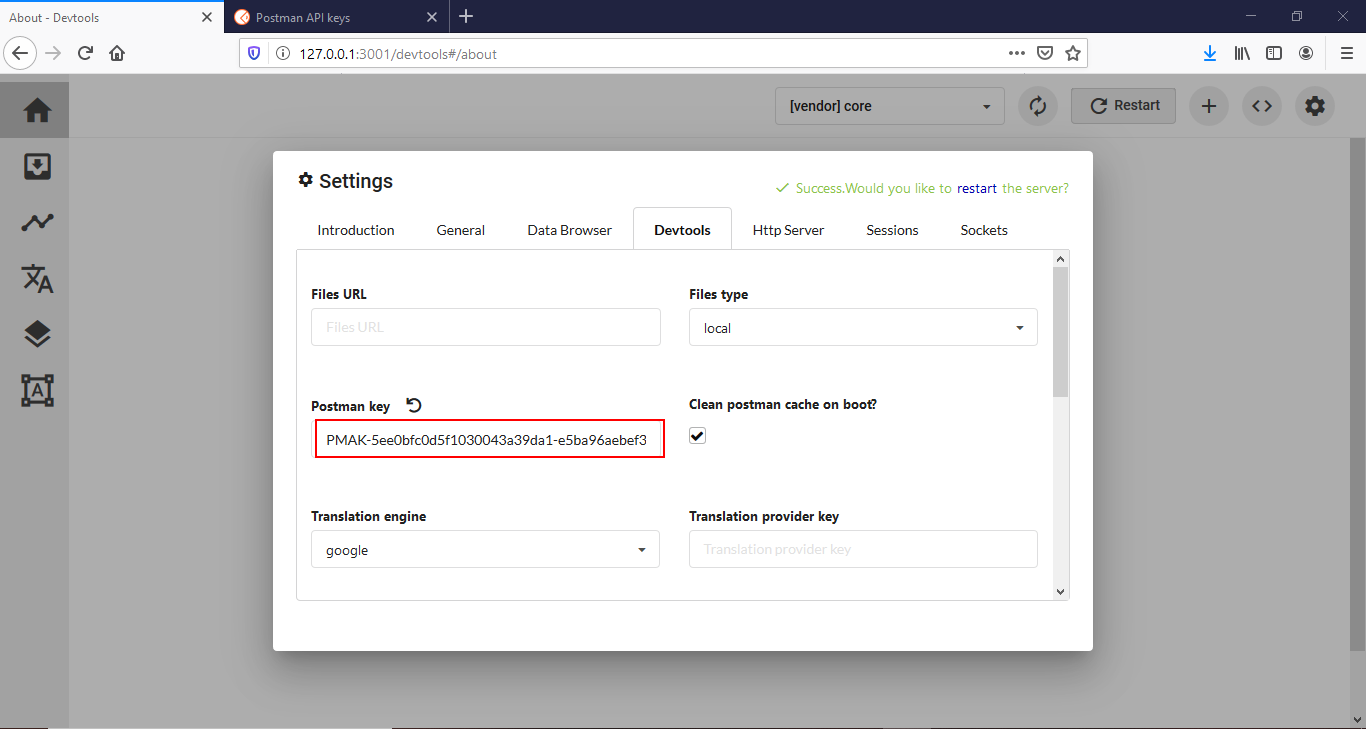 About - Devtools
Postman API keys
127.0.0.1:3001/devtools#/about
[vendor] core
Restart
Settings
Success.Would you like to restart the server?
Introduction General Data Browser Devtools Http Server Sessions Sockets
Files URL Files type
Files URL local
Postman key Clean postman cache on boot?
PMAK-5ee0bfc0d5f1030043a39da1-e5ba96aebef3
Translation engine Translation provider key
google Translation provider key